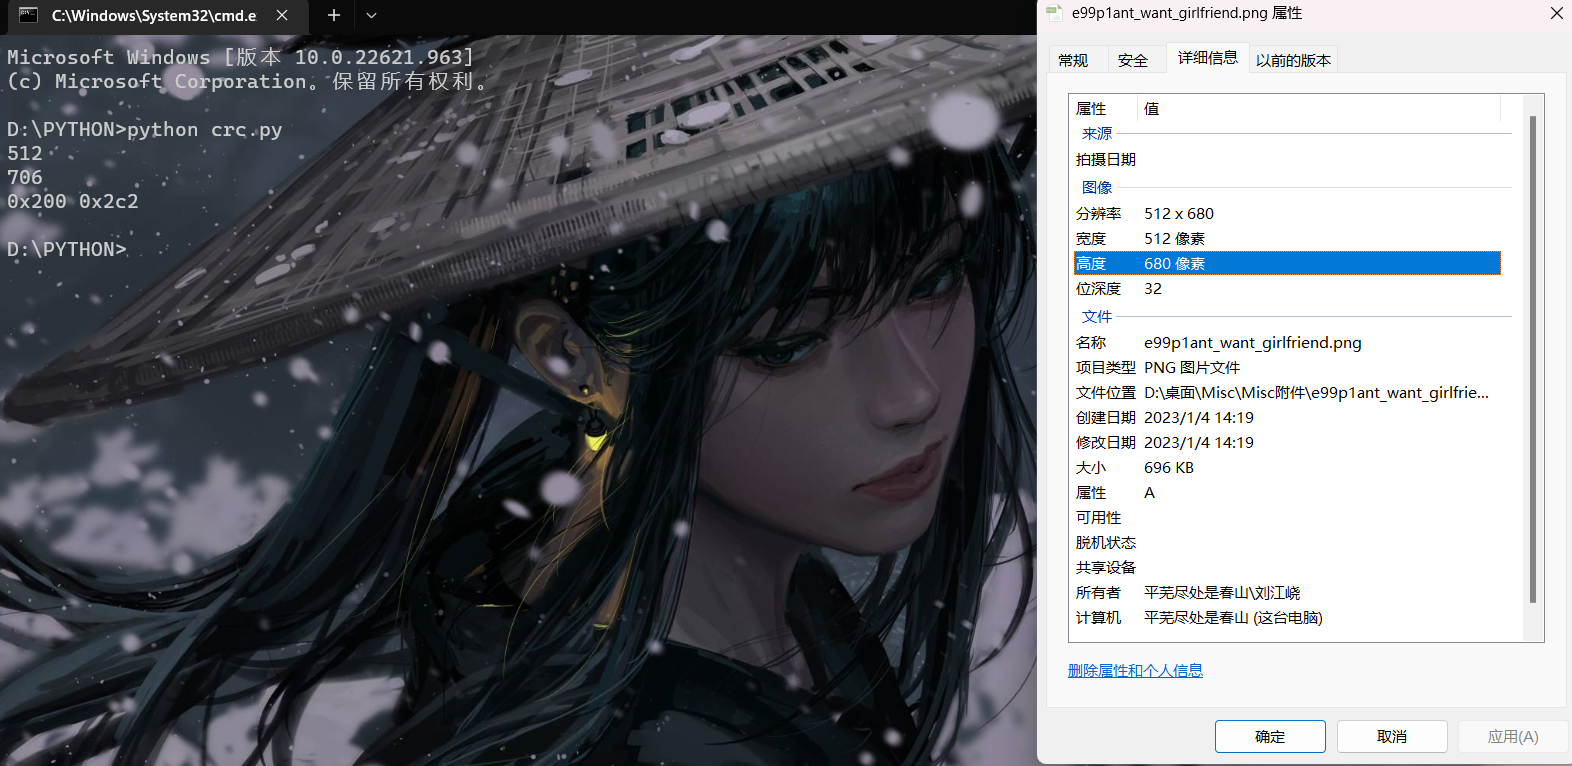 C:\Windows\System32\cmd.e
Microsoft Windows [版本 10.0.22621.963]
(c) Microsoft Corporation。保留所有权利。
D:\PYTHON>python crc.py
512
706
0x200 0x2c2
D:\PYTHON>
e99p1ant_want_girlfriend.png 属性
常规 安全 详细信息 以前的版本
属性 值
来源
拍摄日期
图像
分辨率 512 x 680
宽度 512 像素
高度 680 像素
位深度 32
文件
名称 e99p1ant_want_girlfriend.png
项目类型 PNG 图片文件
文件位置 D:\桌面\Misc\Misc附件\e99p1ant_want_girlfrie...
创建日期 2023/1/4 14:19
修改日期 2023/1/4 14:19
大小 696 KB
属性 A
可用性
脱机状态
共享设备
所有者 平芜尽处是春山\刘江峣
计算机 平芜尽处是春山 (这台电脑)
删除属性和个人信息
确定 取消 应用(A)